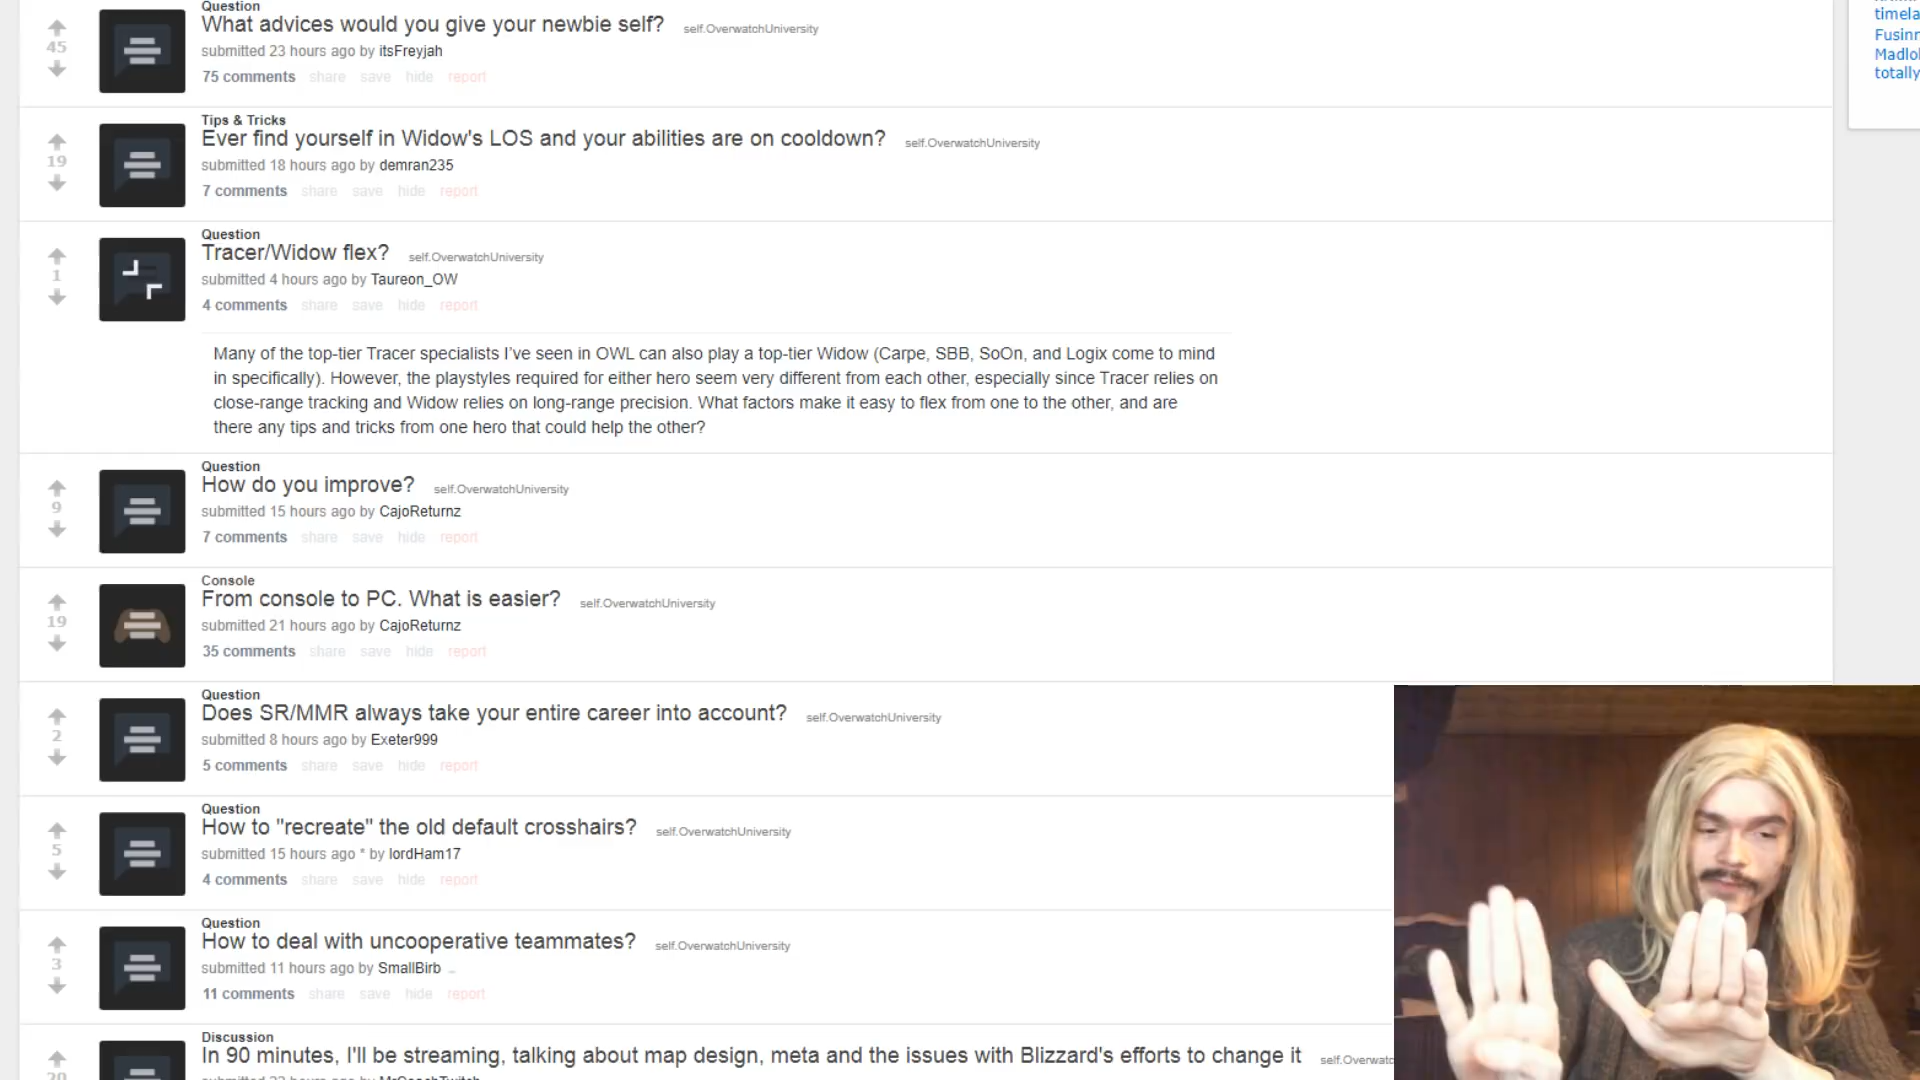 Question
What advices would you give your newbie self? self.OverwatchUniversity
45
submitted 23 hours ago by itsFreyjah
75 comments share save hide report
timela
Madlo
totally
Tips & Tricks
Ever find yourself in Widow's LOS and your abilities are on cooldown? self.OverwatchUniversity
19
submitted 18 hours ago by demran235
7 comments share save hide report
Question
Tracer/Widow flex? self.OverwatchUniversity
1
submitted 4 hours ago by Taureon_OW
4 comments share save hide report
Many of the top-tier Tracer specialists I've seen in OWL can also play a top-tier Widow (Carpe, SBB, SoOn, and Logix come to mind
in specifically). However, the playstyles required for either hero seem very different from each other, especially since Tracer relies on
close-range tracking and Widow relies on long-range precision. What factors make it easy to flex from one to the other, and are
there any tips and tricks from one hero that could help the other?
Question
How do you improve? self.OverwatchUniversity
9
submitted 15 hours ago by CajoReturnz
7 comments share save hide report
Console
From console to PC. What is easier? self.OverwatchUniversity
19
submitted 21 hours ago by CajoReturnz
35 comments share save hide report
Question
Does SR/MMR always take your entire career into account? self.OverwatchUniversity
2
submitted 8 hours ago by Exeter999
5 comments share save hide report
Question
How to "recreate" the old default crosshairs? self.OverwatchUniversity
5
submitted 15 hours ago * by lordHam17
4 comments share save hide report
Question
How to deal with uncooperative teammates? self.OverwatchUniversity
3
submitted 11 hours ago by SmallBirb
11 comments share save hide report
Discussion
In 90 minutes, I'll be streaming, talking about map design, meta and the issues with Blizzard's efforts to change it self.Overwatc
20
submitted 22 hours ago by McCoachTwitch